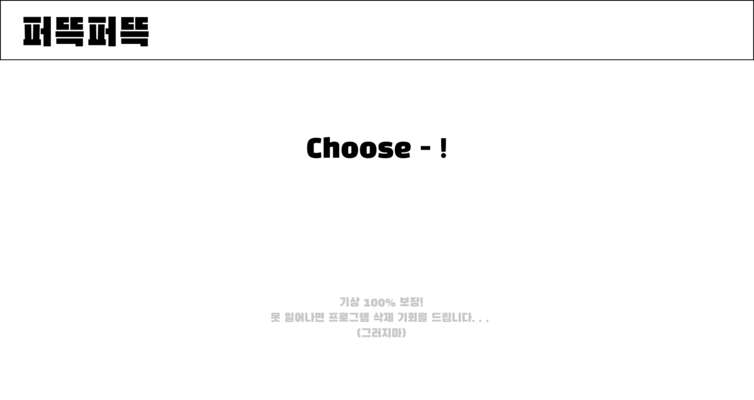 퍼뜩퍼뜩
Choose - !
기상 100% 보장!
못 일어나면 프로그램 삭제 기회를 드립니다. . .
(그러지마)